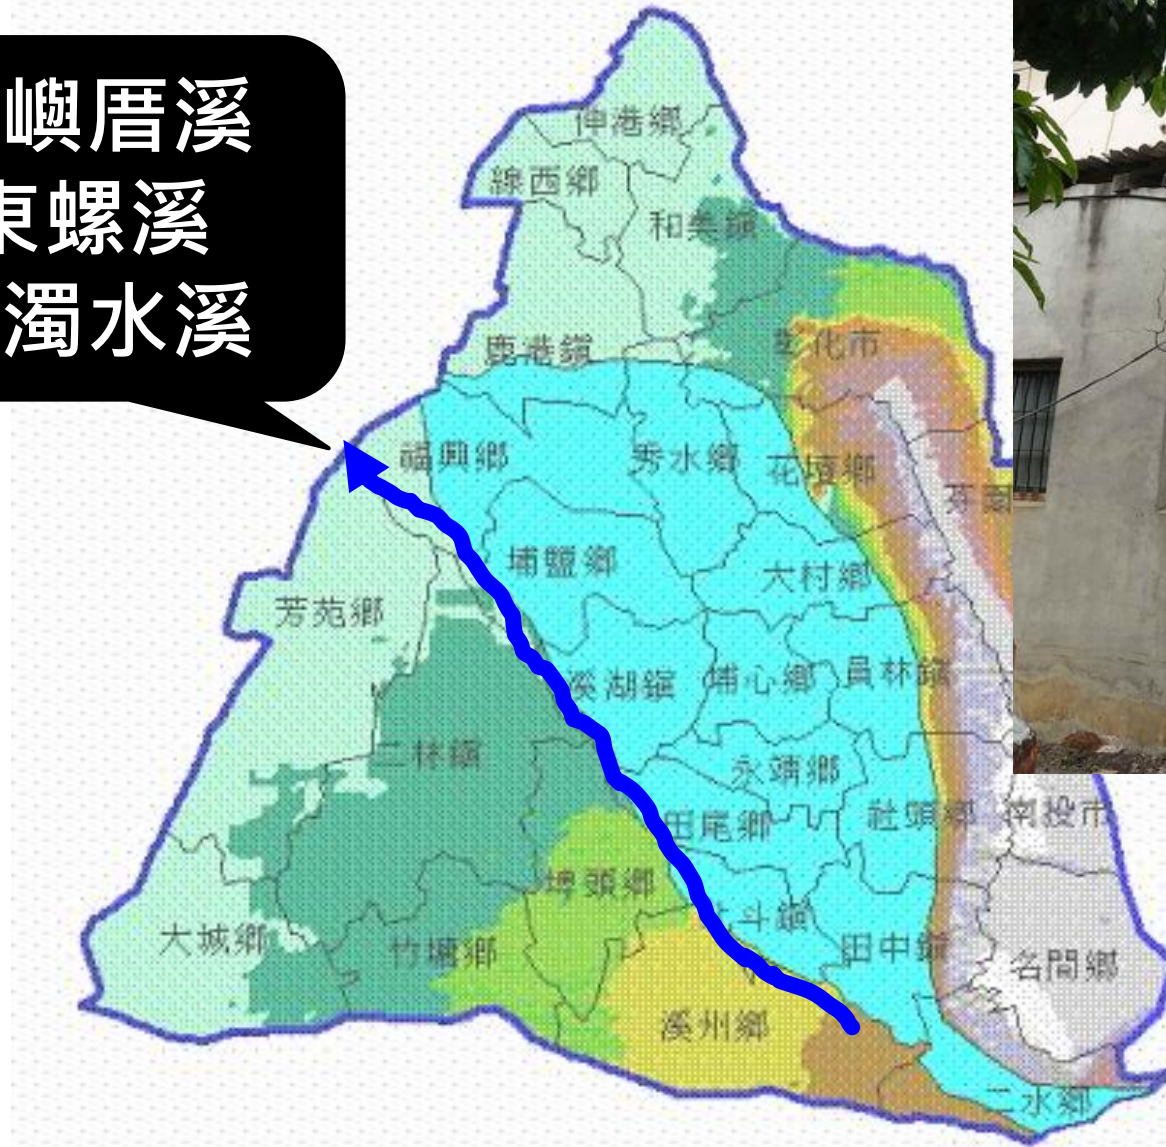 嶼厝溪
東螺溪
濁水溪
伸港鄉
線西鄉
和美鎮
鹿港鎮
彰化市
福興鄉
秀水鄉
花壇鄉
芬園
埔鹽鄉
大村鄉
芳苑鄉
溪湖鎮
埔心鄉
員林鎮
二林鎮
永靖鄉
田尾鄉
社頭鄉
南投市
埤頭鄉
北斗鎮
大城鄉
竹塘鄉
田中鎮
名間鄉
溪州鄉
二水鄉